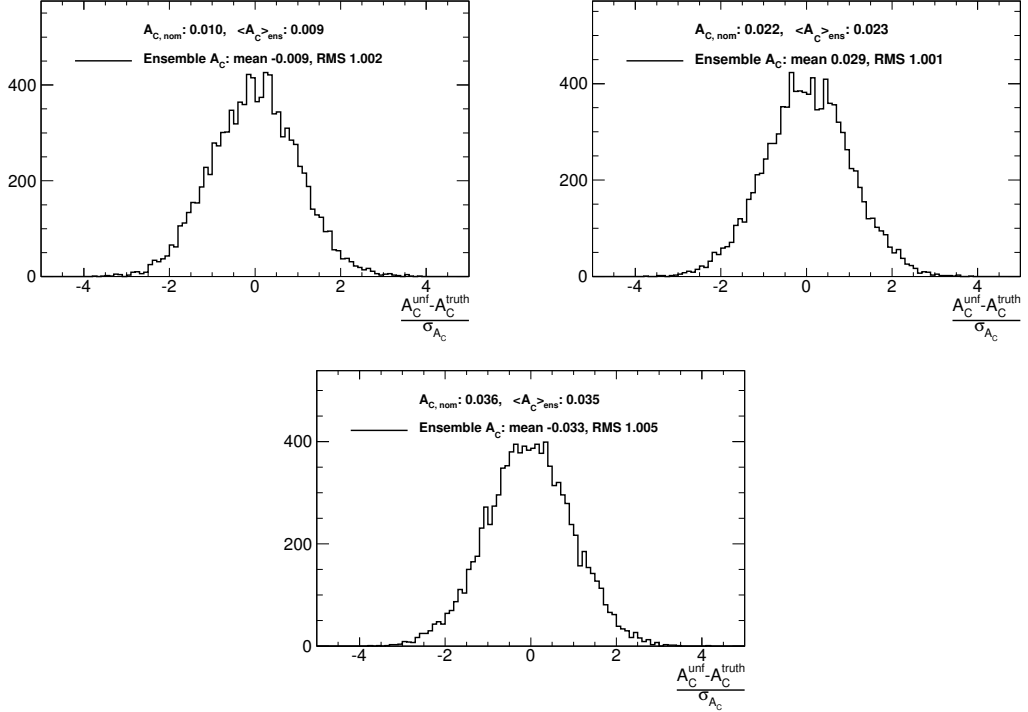 A_C, nom: 0.010, <A_C>_ens: 0.009
Ensemble A_C: mean -0.009, RMS 1.002
400
200
0
-4 -2 0 2 4
A_C^unf-A_C^truth
σ_A_C
A_C, nom: 0.022, <A_C>_ens: 0.023
Ensemble A_C: mean 0.029, RMS 1.001
400
200
0
-4 -2 0 2 4
A_C^unf-A_C^truth
σ_A_C
A_C, nom: 0.036, <A_C>_ens: 0.035
Ensemble A_C: mean -0.033, RMS 1.005
400
200
0
-4 -2 0 2 4
A_C^unf-A_C^truth
σ_A_C